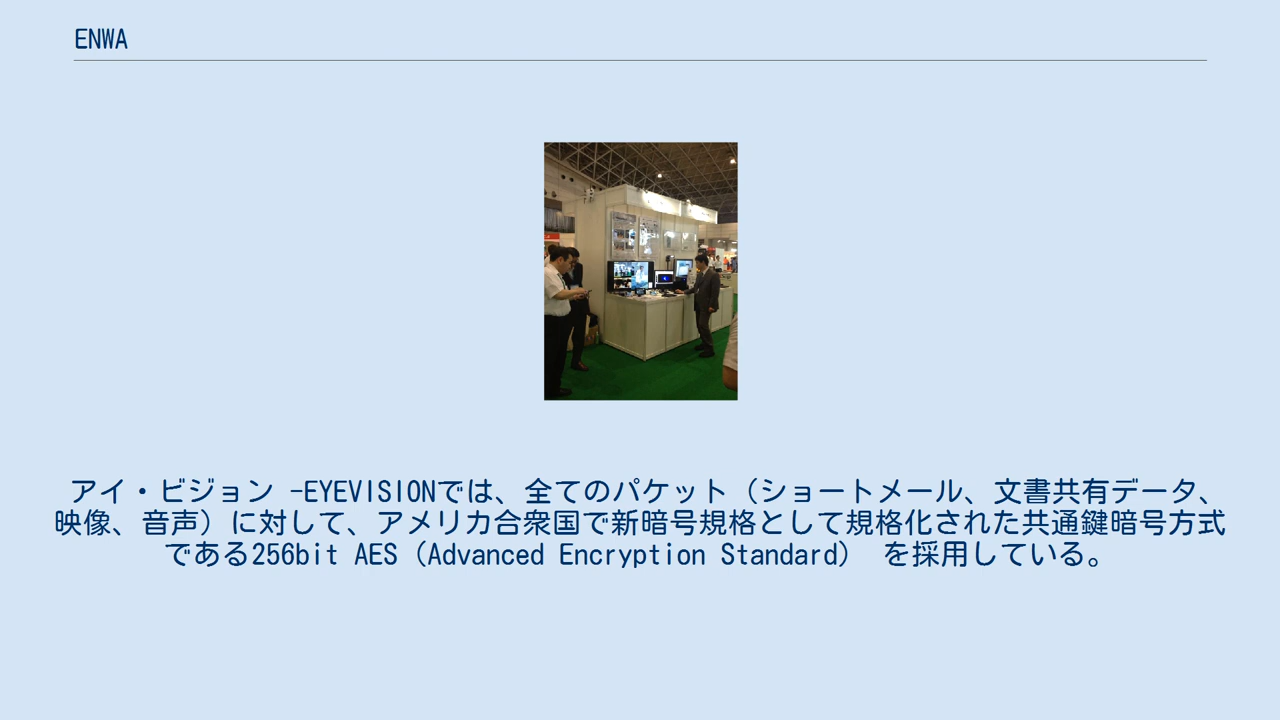 ENWA
アイ・ビジョン -EYEVISIONでは、全てのパケット（ショートメール、文書共有データ、
映像、音声）に対して、アメリカ合衆国で新暗号規格として規格化された共通鍵暗号方式
である256bit AES（Advanced Encryption Standard） を採用している。